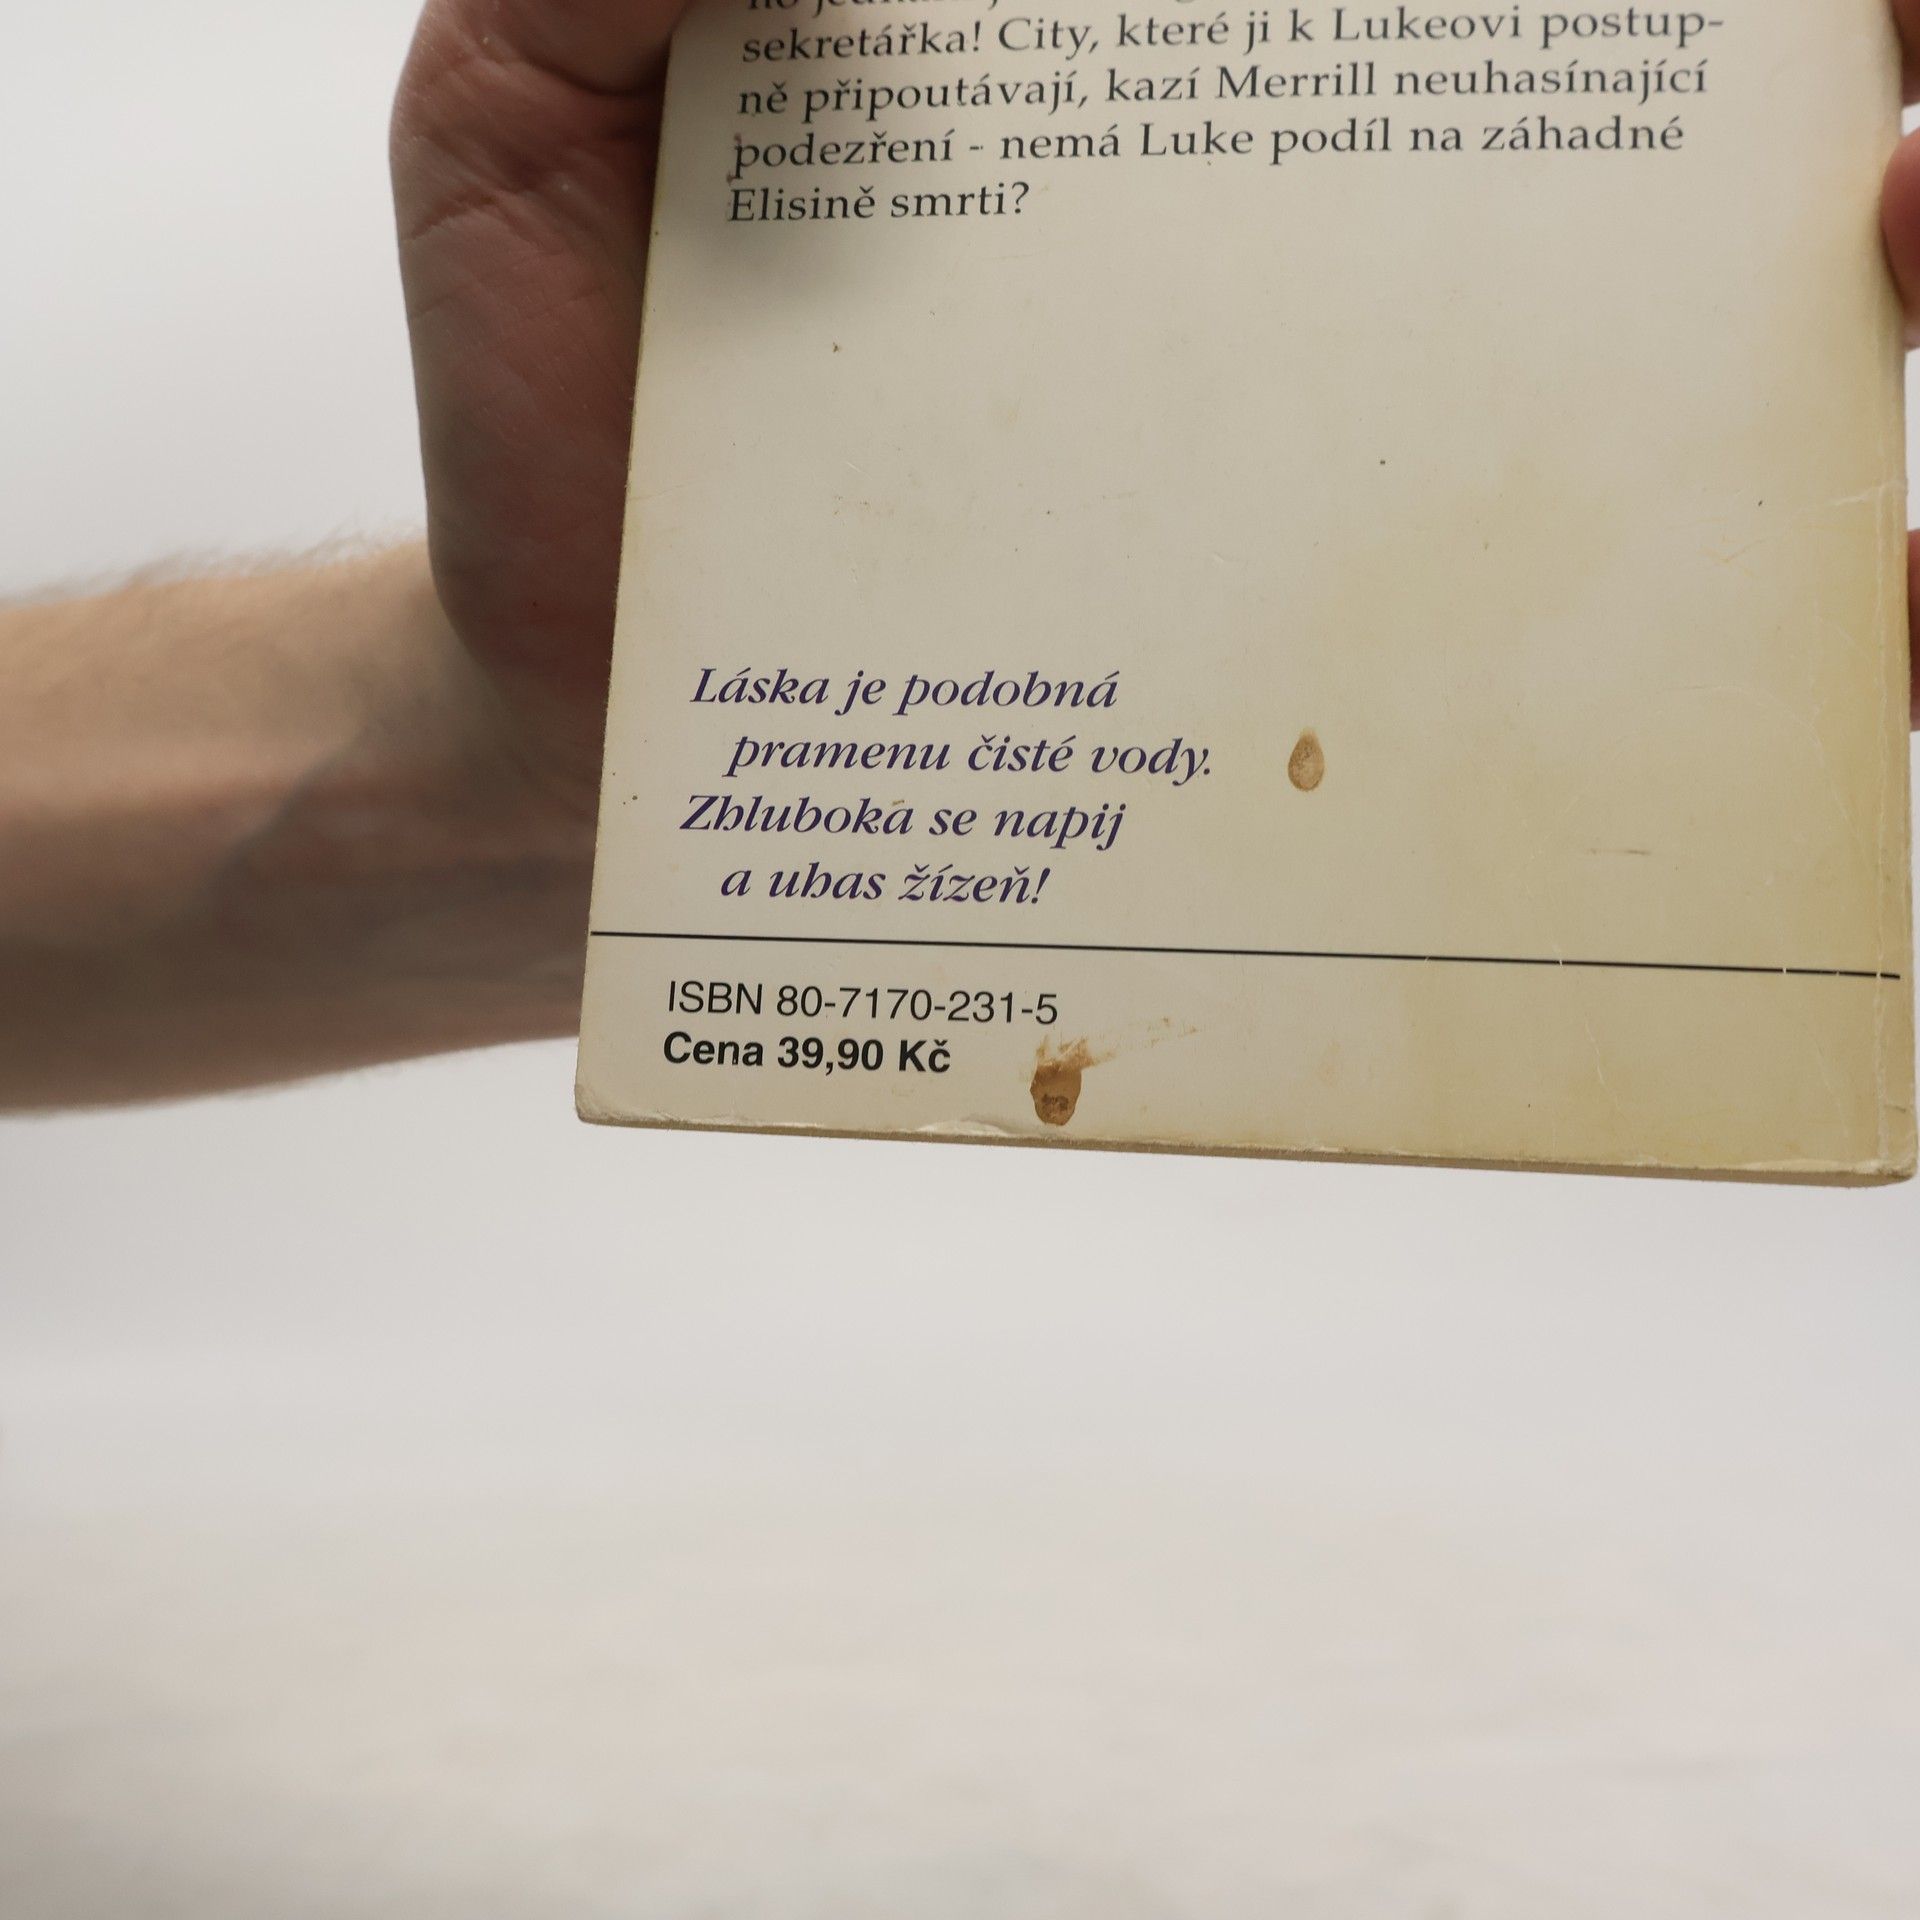 sekretářka! City, které ji k Lukeovi postup-
ně připoutávají, kazí Merrill neuhasínající
podezření - nemá Luke podíl na záhadné
Elisině smrti?
Láska je podobná
pramenu čisté vody.
Zhluboka se napij
a uhas žízeň!
ISBN 80-7170-231-5
Cena 39,90 Kč